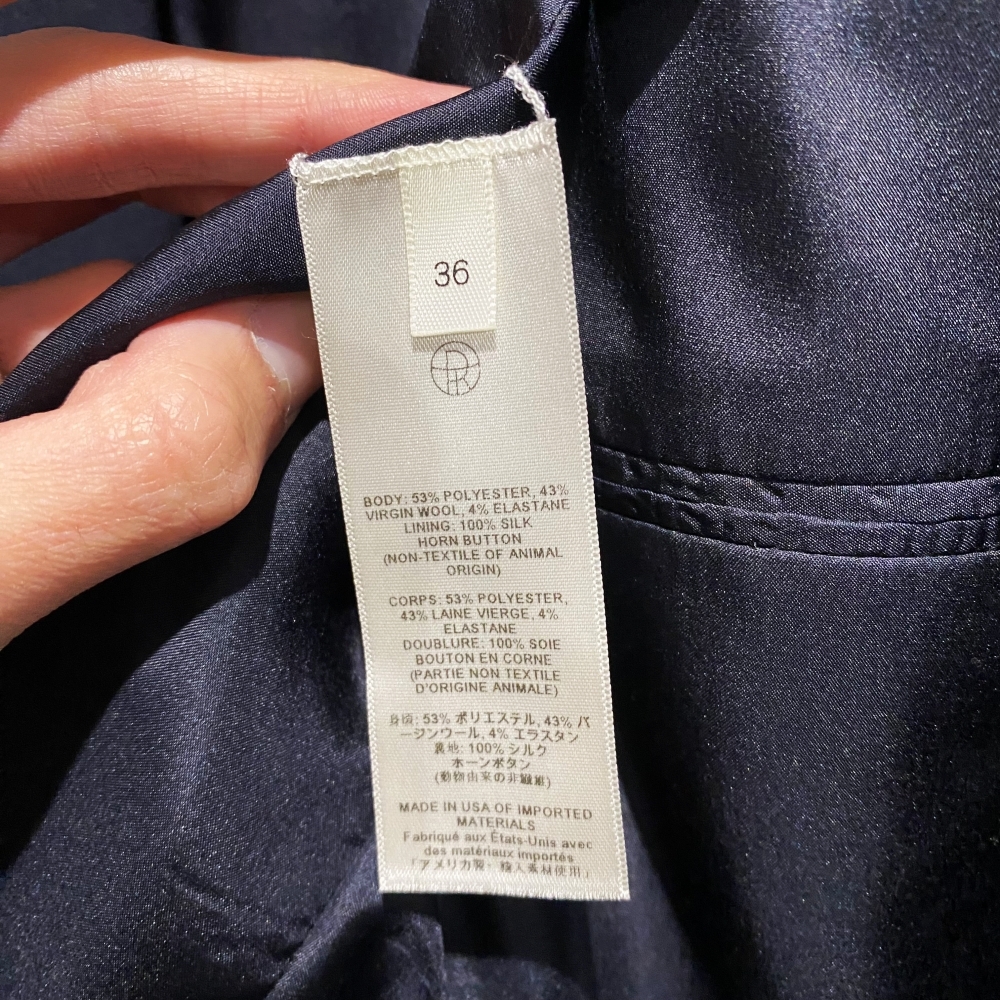 36
BODY: 53% POLYESTER, 43%
VIRGIN WOOL, 4% ELASTANE
LINING: 100% SILK
HORN BUTTON
(NON-TEXTILE OF ANIMAL
ORIGIN)
CORPS: 53% POLYESTER,
43% LAINE VIERGE, 4%
ELASTANE
DOUBLURE: 100% SOIE
BOUTON EN CORNE
(PARTIE NON TEXTILE
D'ORIGINE ANIMALE)
身頃: 53% ポリエステル, 43% バ
ージンウール, 4% エラスタン
裏地: 100% シルク
ホーンボタン
(動物由来の非繊維)
MADE IN USA OF IMPORTED
MATERIALS
Fabriqué aux États-Unis avec
des matériaux importés
「アメリカ製: 輸入素材使用」